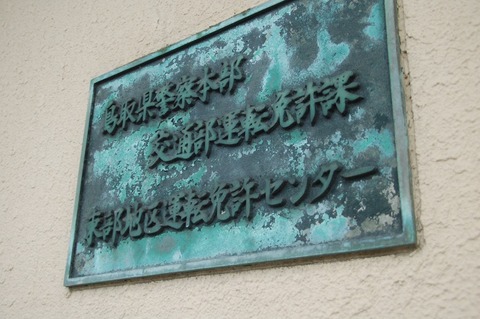 鳥取県警察本部
交通部運転免許課
東部地区運転免許センター